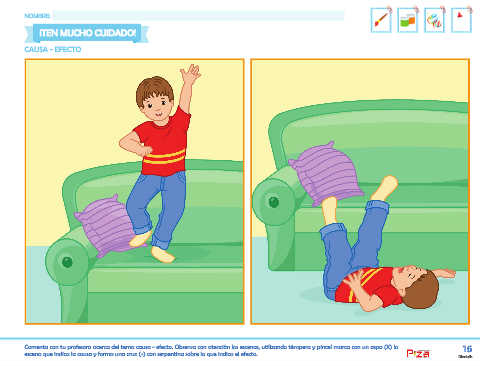 NOMBRE:
¡TEN MUCHO CUIDADO!
CAUSA - EFECTO
Comenta con tu profesora acerca del tema causa - efecto. Observa con atención las escenas, utilizando témpera y pincel marca con un aspa (X) la
escena que indica la causa y forma una cruz (+) con serpentina sobre la que indica el efecto.
Pizza
15